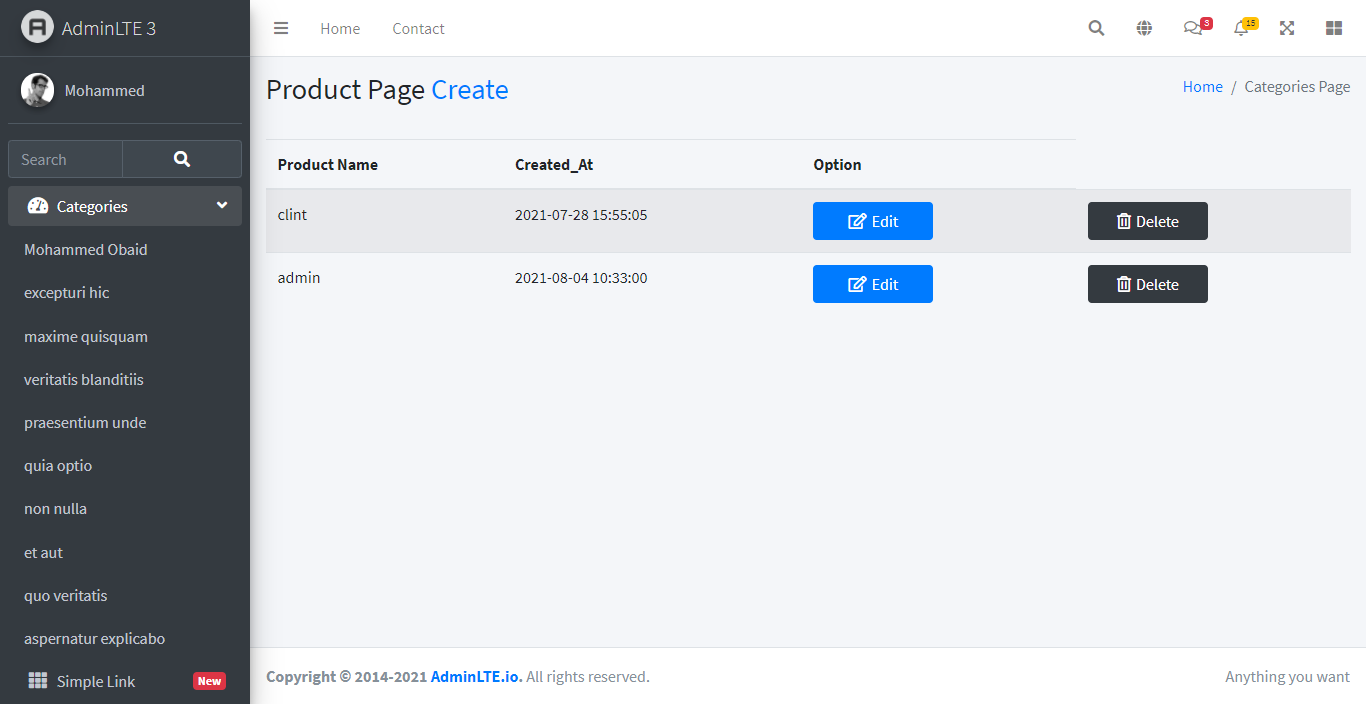 AdminLTE 3
Mohammed
Search
Categories
Mohammed Obaid
excepturi hic
maxime quisquam
veritatis blanditiis
praesentium unde
quia optio
non nulla
et aut
quo veritatis
aspernatur explicabo
Simple Link New
Home Contact 3 15
Product Page Create
Home / Categories Page
Product Name Created_At Option
clint 2021-07-28 15:55:05 Edit Delete
admin 2021-08-04 10:33:00 Edit Delete
Copyright © 2014-2021 AdminLTE.io. All rights reserved. Anything you want